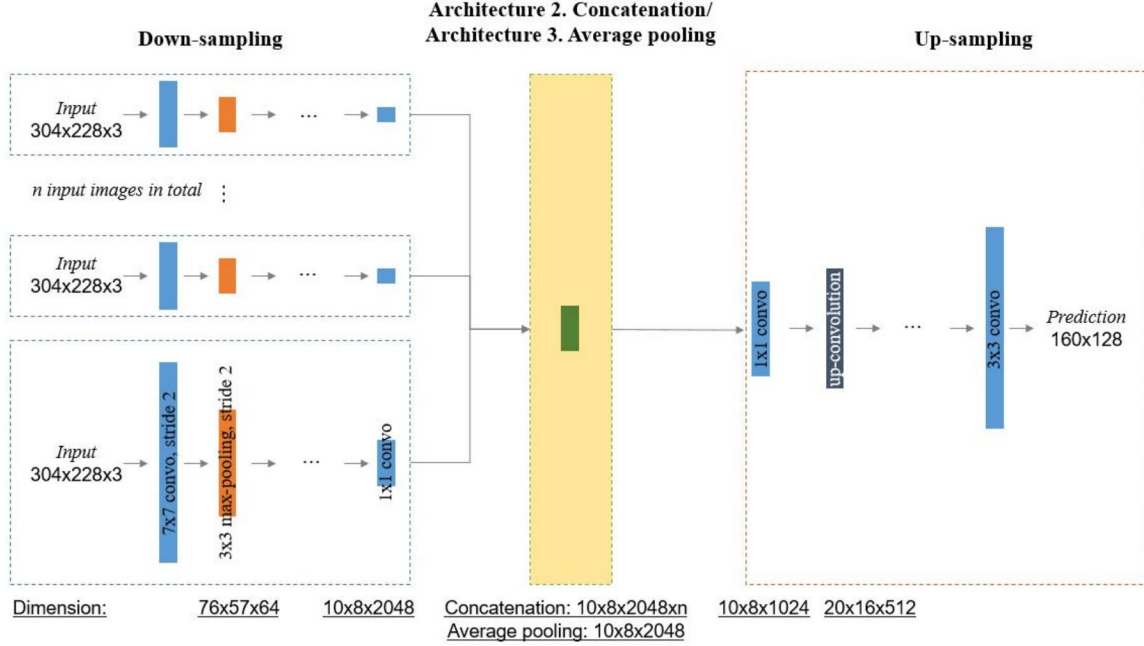 Architecture 2. Concatenation/
Architecture 3. Average pooling
Down-sampling
Up-sampling
Input
304x228x3
...
n input images in total ⋮
Input
304x228x3
...
Input
304x228x3
7x7 convo, stride 2
3x3 max-pooling, stride 2
...
1x1 convo
1x1 convo
up-convolution
...
3x3 convo
Prediction
160x128
Dimension: 76x57x64 10x8x2048 Concatenation: 10x8x2048xn 10x8x1024 20x16x512
Average pooling: 10x8x2048